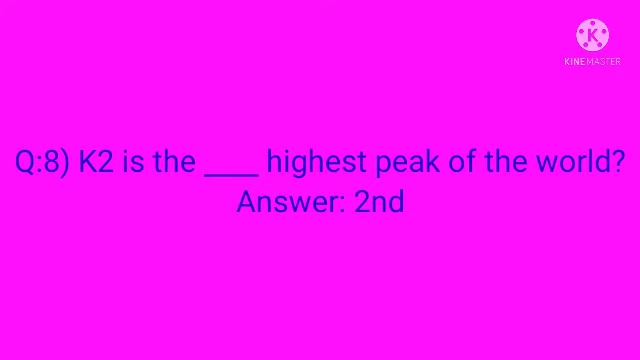 KINEMASTER
Q:8) K2 is the ____ highest peak of the world?
Answer: 2nd